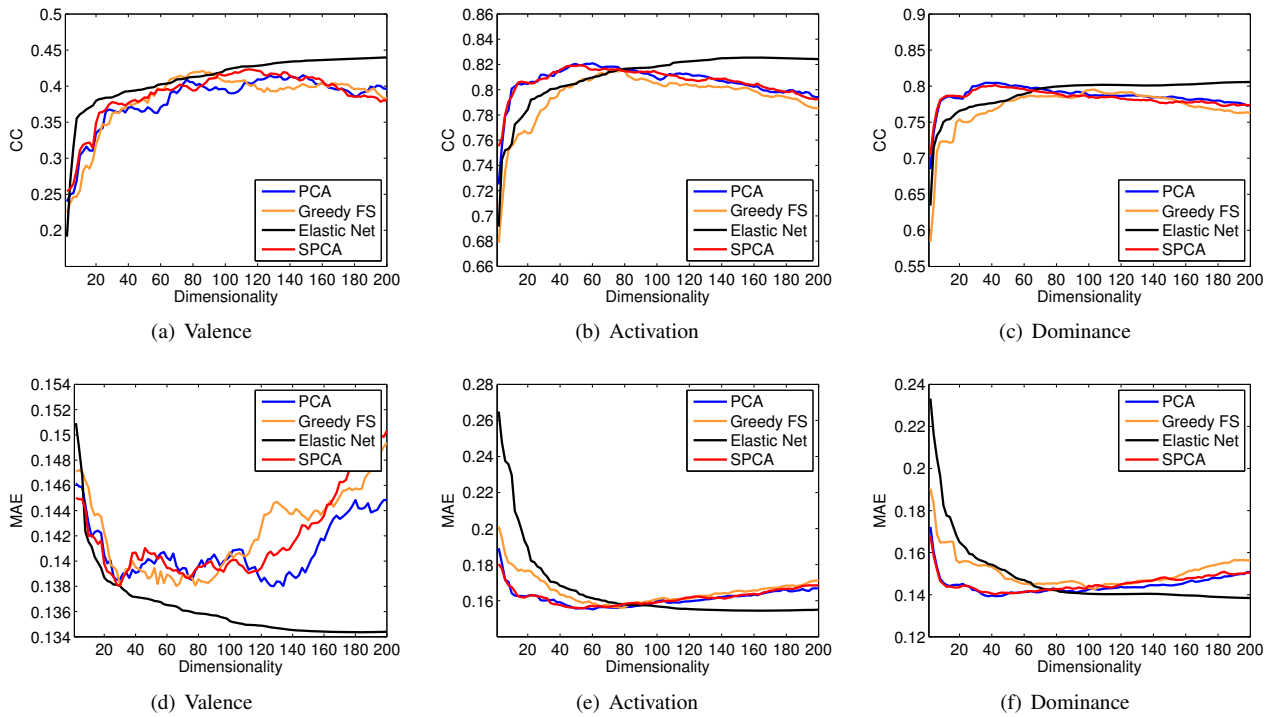 0.5
0.45
0.4
0.35
0.3
0.25
0.2
CC
PCA
Greedy FS
Elastic Net
SPCA
20 40 60 80 100 120 140 160 180 200
Dimensionality
(a) Valence
0.86
0.84
0.82
0.8
0.78
0.76
0.74
0.72
0.7
0.68
0.66
CC
PCA
Greedy FS
Elastic Net
SPCA
20 40 60 80 100 120 140 160 180 200
Dimensionality
(b) Activation
0.9
0.85
0.8
0.75
0.7
0.65
0.6
0.55
CC
PCA
Greedy FS
Elastic Net
SPCA
20 40 60 80 100 120 140 160 180 200
Dimensionality
(c) Dominance
0.154
0.152
0.15
0.148
0.146
0.144
0.142
0.14
0.138
0.136
0.134
MAE
PCA
Greedy FS
Elastic Net
SPCA
20 40 60 80 100 120 140 160 180 200
Dimensionality
(d) Valence
0.28
0.26
0.24
0.22
0.2
0.18
0.16
MAE
PCA
Greedy FS
Elastic Net
SPCA
20 40 60 80 100 120 140 160 180 200
Dimensionality
(e) Activation
0.24
0.22
0.2
0.18
0.16
0.14
0.12
MAE
PCA
Greedy FS
Elastic Net
SPCA
20 40 60 80 100 120 140 160 180 200
Dimensionality
(f) Dominance